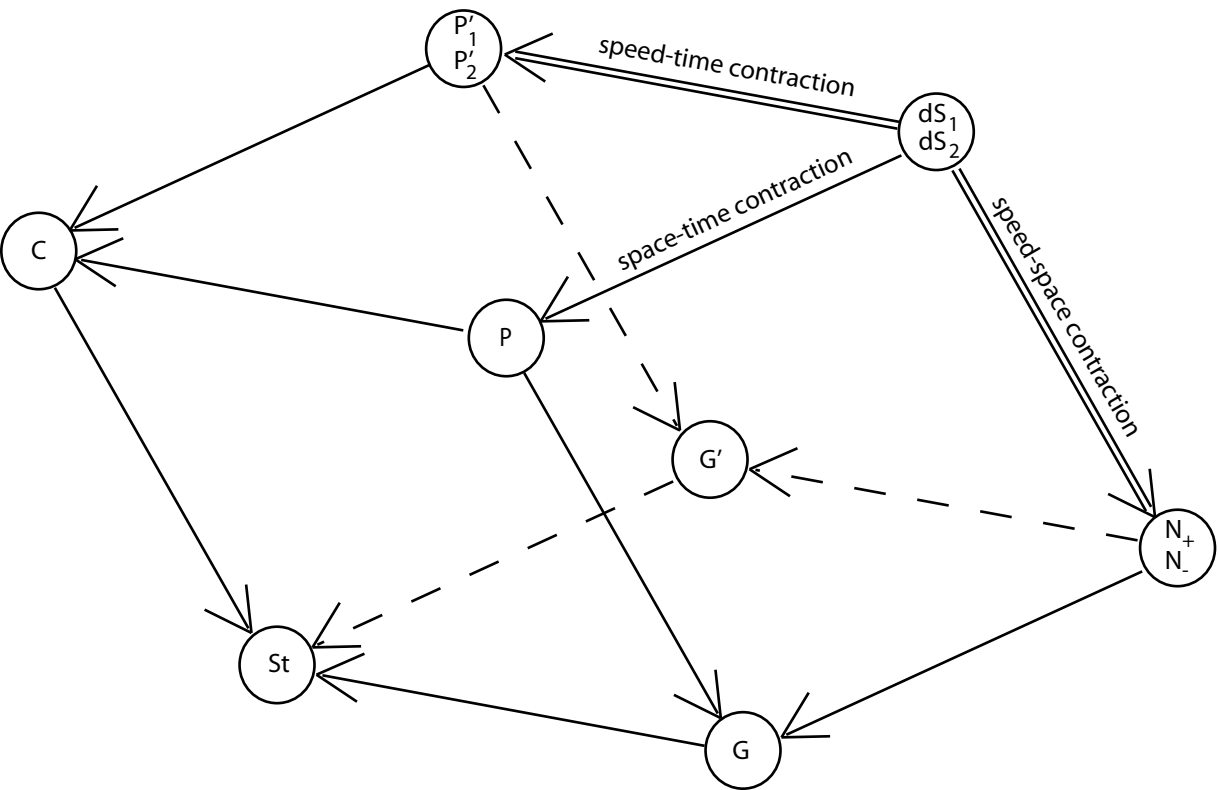 P′₁
P′₂
speed-time contraction
dS₁
dS₂
space-time contraction
speed-space contraction
C
P
G′
N₊
N₋
St
G